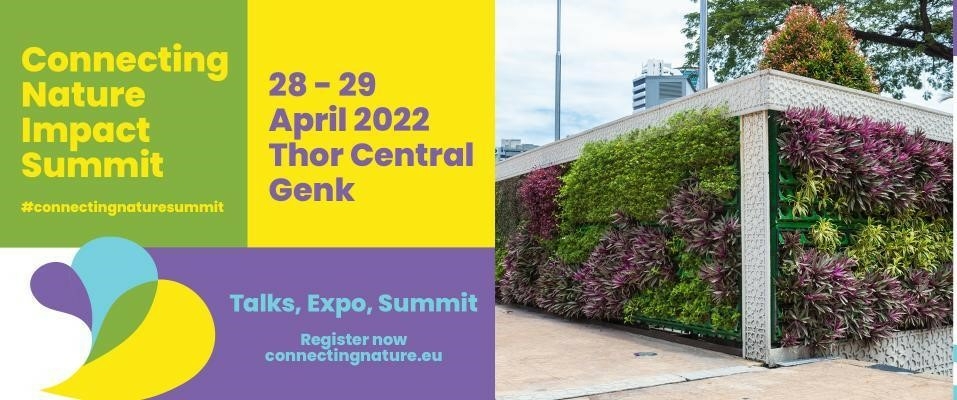 Connecting
Nature
Impact
Summit
#connectingnaturesummit
28 – 29
April 2022
Thor Central
Genk
Talks, Expo, Summit
Register now
connectingnature.eu